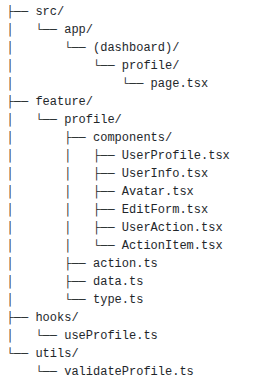 ├── src/
│   └── app/
│       └── (dashboard)/
│           └── profile/
│               └── page.tsx
├── feature/
│   └── profile/
│       ├── components/
│       │   ├── UserProfile.tsx
│       │   ├── UserInfo.tsx
│       │   ├── Avatar.tsx
│       │   ├── EditForm.tsx
│       │   ├── UserAction.tsx
│       │   └── ActionItem.tsx
│       ├── action.ts
│       ├── data.ts
│       └── type.ts
├── hooks/
│   └── useProfile.ts
└── utils/
    └── validateProfile.ts